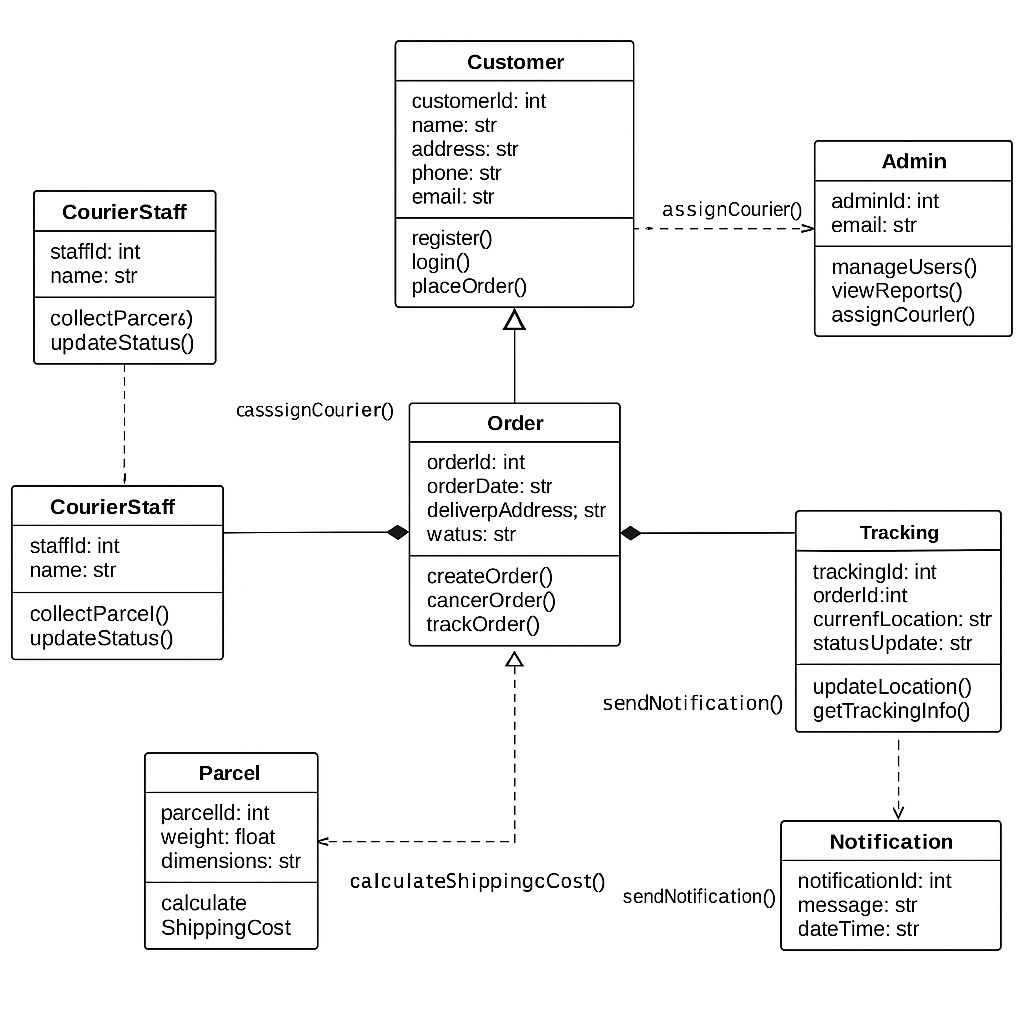 Customer
customerId: int
name: str
address: str
phone: str
email: str
register()
login()
placeOrder()
assignCourier()
Admin
adminId: int
email: str
manageUsers()
viewReports()
assignCourler()
CourierStaff
staffId: int
name: str
collectParcer6)
updateStatus()
casssignCourier()
Order
orderId: int
orderDate: str
deliverpAddress; str
watus: str
createOrder()
cancerOrder()
trackOrder()
CourierStaff
staffId: int
name: str
collectParcel()
updateStatus()
Tracking
trackingId: int
orderId:int
currenfLocation: str
statusUpdate: str
updateLocation()
getTrackingInfo()
sendNotification()
Parcel
parcelId: int
weight: float
dimensions: str
calculate
ShippingCost
calculateShippingcCost()
sendNotification()
Notification
notificationId: int
message: str
dateTime: str